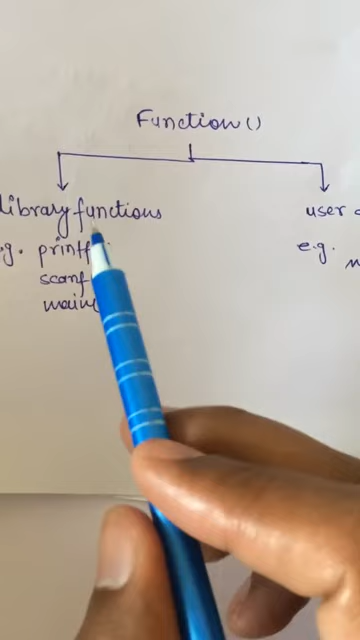 Function()
library functions
user
e.g. printf
e.g.
scanf
main(